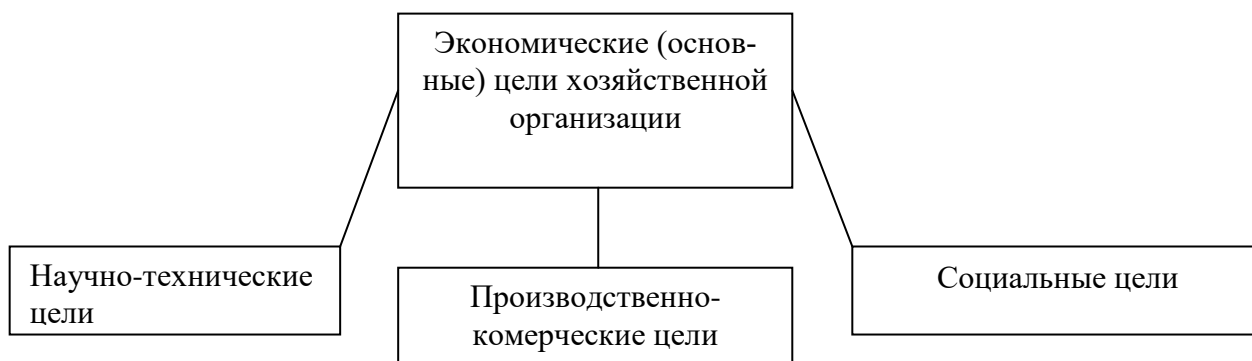 Экономические (основ-
ные) цели хозяйственной
организации
Научно-технические
цели
Производственно-
комерческие цели
Социальные цели